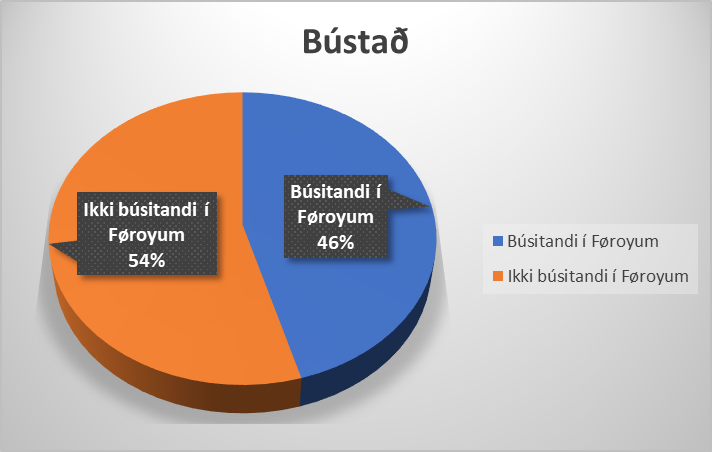 Bústað
Ikki búsitandi í
Føroyum
54%
Búsitandi í
Føroyum
46%
Búsitandi í Føroyum
Ikki búsitandi í Føroyum